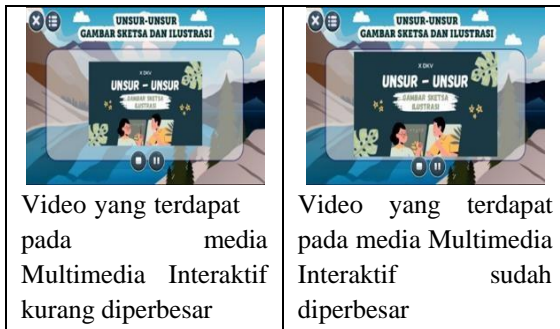 UNSUR-UNSUR
GAMBAR SKETSA DAN ILUSTRASI
X DKV
UNSUR – UNSUR
GAMBAR SKETSA
ILUSTRASI
Video yang terdapat
pada media
Multimedia Interaktif
kurang diperbesar
UNSUR-UNSUR
GAMBAR SKETSA DAN ILUSTRASI
X DKV
UNSUR – UNSUR
GAMBAR SKETSA
ILUSTRASI
Video yang terdapat
pada media Multimedia
Interaktif sudah
diperbesar